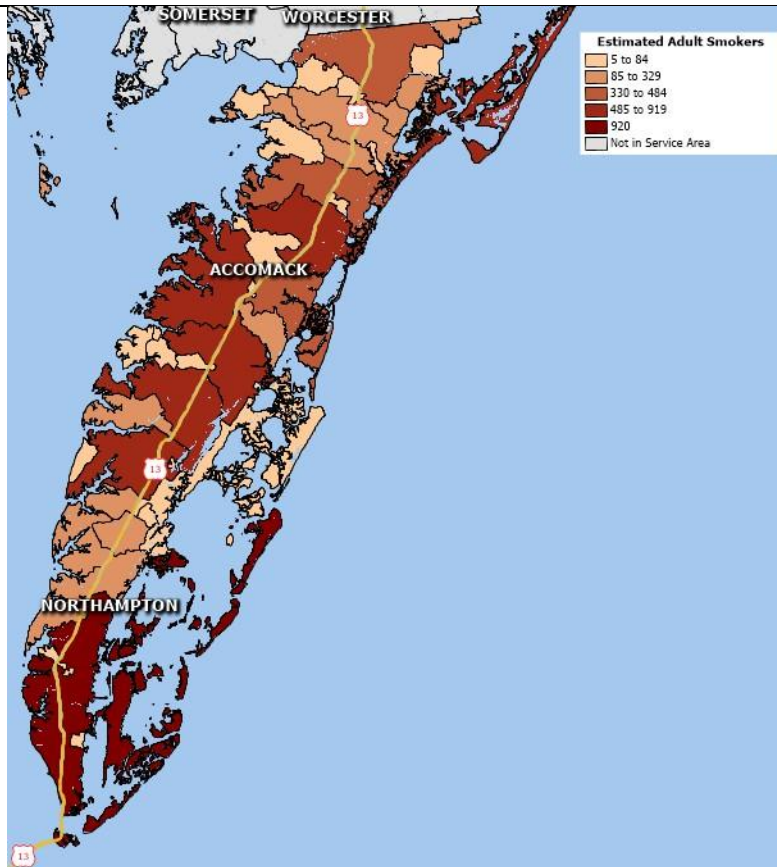 SOMERSET
WORCESTER
Estimated Adult Smokers
5 to 84
85 to 329
330 to 484
485 to 919
920
Not in Service Area
13
ACCOMACK
13
NORTHAMPTON
13